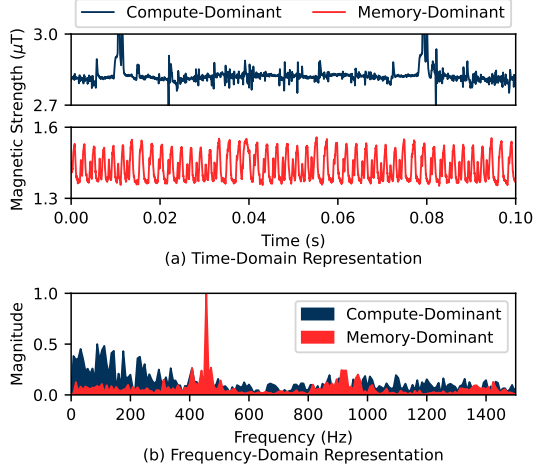 Compute-Dominant Memory-Dominant
Magnetic Strength (μT)
3.0
2.7
1.6
1.3
0.00 0.02 0.04 0.06 0.08 0.10
Time (s)
(a) Time-Domain Representation
Magnitude
1.0
0.5
0.0
Compute-Dominant
Memory-Dominant
0 200 400 600 800 1000 1200 1400
Frequency (Hz)
(b) Frequency-Domain Representation